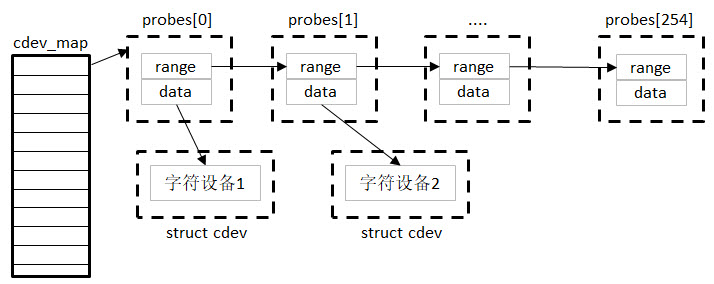 cdev_map
probes[0]
probes[1]
....
probes[254]
range
data
range
data
range
data
range
data
字符设备1
字符设备2
struct cdev
struct cdev